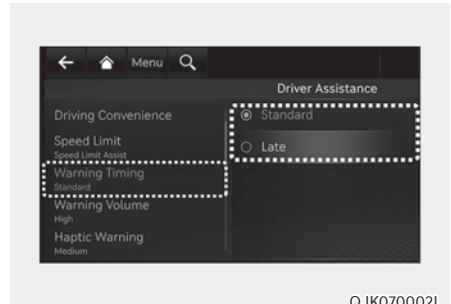 Menu
Driver Assistance
Driving Convenience
Speed Limit
Speed Limit Assist
Warning Timing
Standard
Warning Volume
High
Haptic Warning
Medium
Standard
Late
OJK070002L